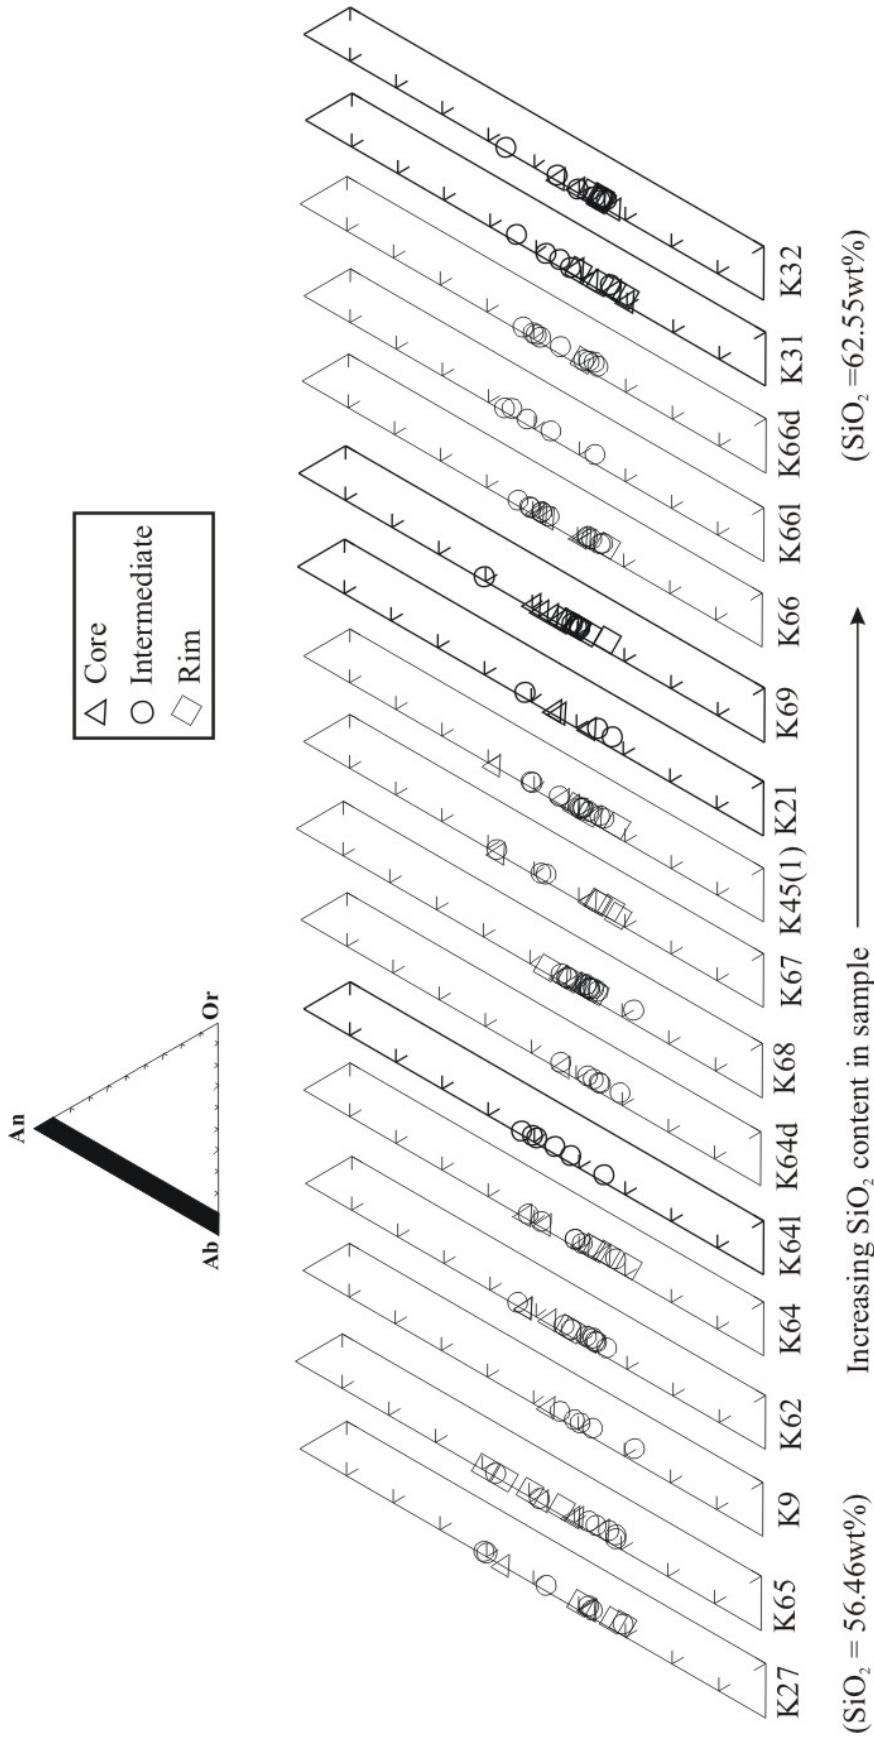 An
Ab
Or
Core
Intermediate
Rim
K27
K65
K9
K62
K64
K64l
K64d
K68
K67
K45(1)
K21
K69
K66
K66l
K66d
K31
K32
(SiO₂ = 56.46wt%)
Increasing SiO₂ content in sample
(SiO₂ =62.55wt%)